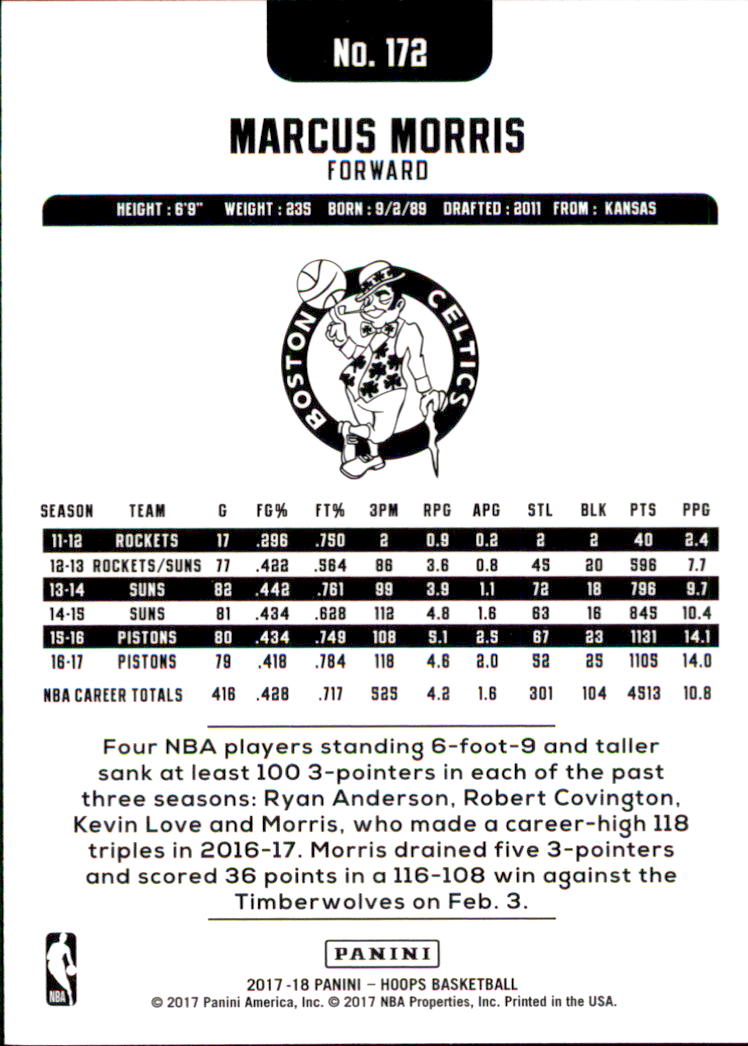 No. 172
MARCUS MORRIS
FORWARD
HEIGHT : 6'9" WEIGHT : 235 BORN : 9/2/89 DRAFTED : 2011 FROM : KANSAS
BOSTON CELTICS
SEASON TEAM G FG% FT% 3PM RPG APG STL BLK PTS PPG
11-12 ROCKETS 17 .296 .750 2 0.9 0.2 2 2 40 2.4
12-13 ROCKETS/SUNS 77 .422 .564 86 3.6 0.8 45 20 596 7.7
13-14 SUNS 82 .442 .761 99 3.9 1.1 72 18 796 9.7
14-15 SUNS 81 .434 .628 112 4.8 1.6 63 16 845 10.4
15-16 PISTONS 80 .434 .749 108 5.1 2.5 67 23 1131 14.1
16-17 PISTONS 79 .418 .784 118 4.6 2.0 52 25 1105 14.0
NBA CAREER TOTALS 416 .428 .717 525 4.2 1.6 301 104 4513 10.8
Four NBA players standing 6-foot-9 and taller
sank at least 100 3-pointers in each of the past
three seasons: Ryan Anderson, Robert Covington,
Kevin Love and Morris, who made a career-high 118
triples in 2016-17. Morris drained five 3-pointers
and scored 36 points in a 116-108 win against the
Timberwolves on Feb. 3.
PANINI
NBA
2017-18 PANINI – HOOPS BASKETBALL
© 2017 Panini America, Inc. © 2017 NBA Properties, Inc. Printed in the USA.